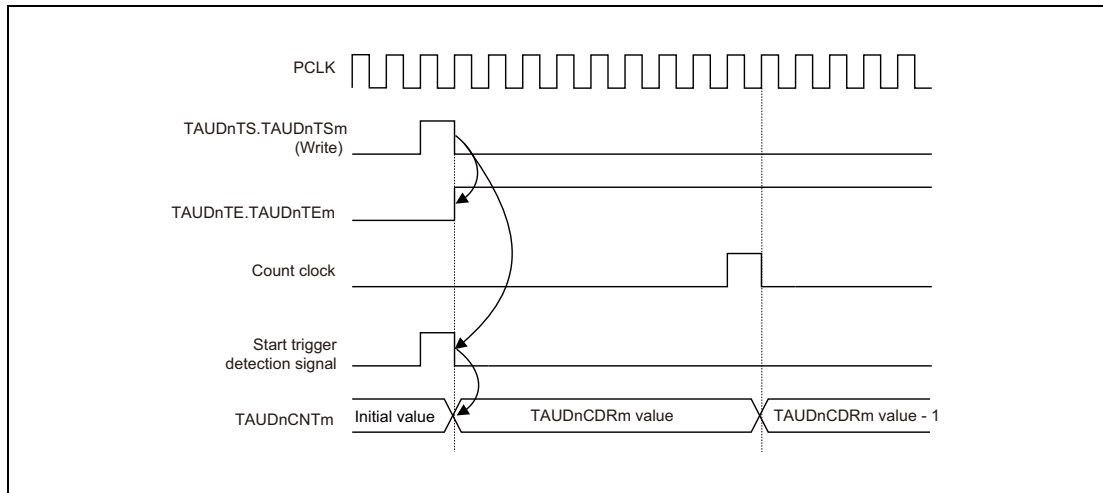 PCLK
TAUDnTS.TAUDnTSm
(Write)
TAUDnTE.TAUDnTEm
Count clock
Start trigger
detection signal
TAUDnCNTm
Initial value
TAUDnCDRm value
TAUDnCDRm value - 1